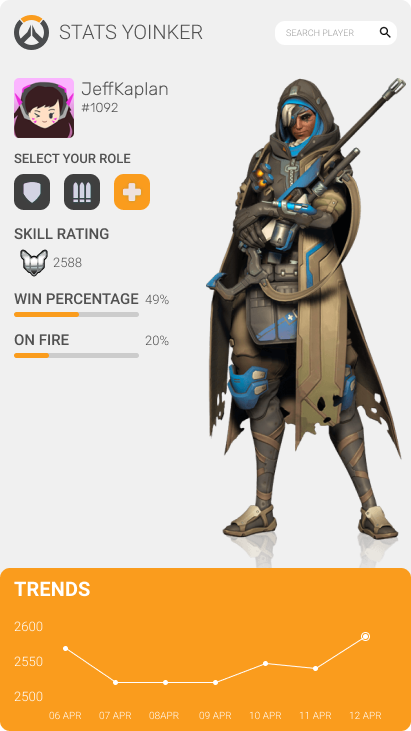 STATS YOINKER
SEARCH PLAYER
JeffKaplan
#1092
SELECT YOUR ROLE
SKILL RATING
2588
WIN PERCENTAGE 49%
ON FIRE 20%
TRENDS
2600
2550
2500
06 APR 07 APR 08APR 09 APR 10 APR 11 APR 12 APR